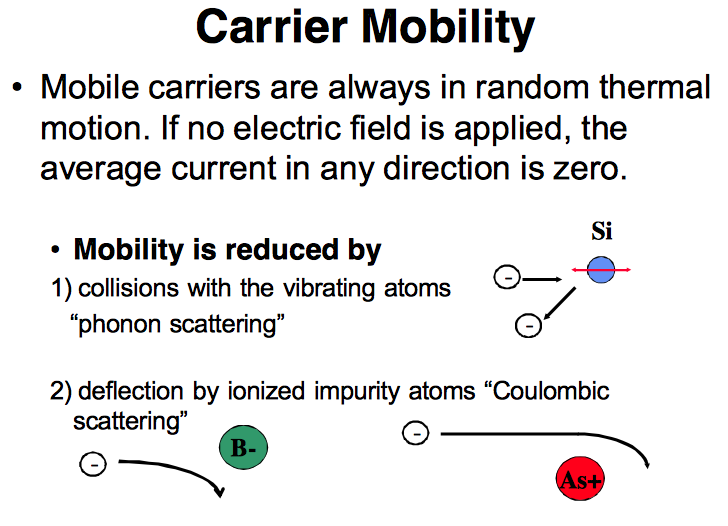 Carrier Mobility
• Mobile carriers are always in random thermal
motion. If no electric field is applied, the
average current in any direction is zero.
Si
• Mobility is reduced by
1) collisions with the vibrating atoms
“phonon scattering”
-
-
2) deflection by ionized impurity atoms “Coulombic
scattering”
-
B-
-
As+